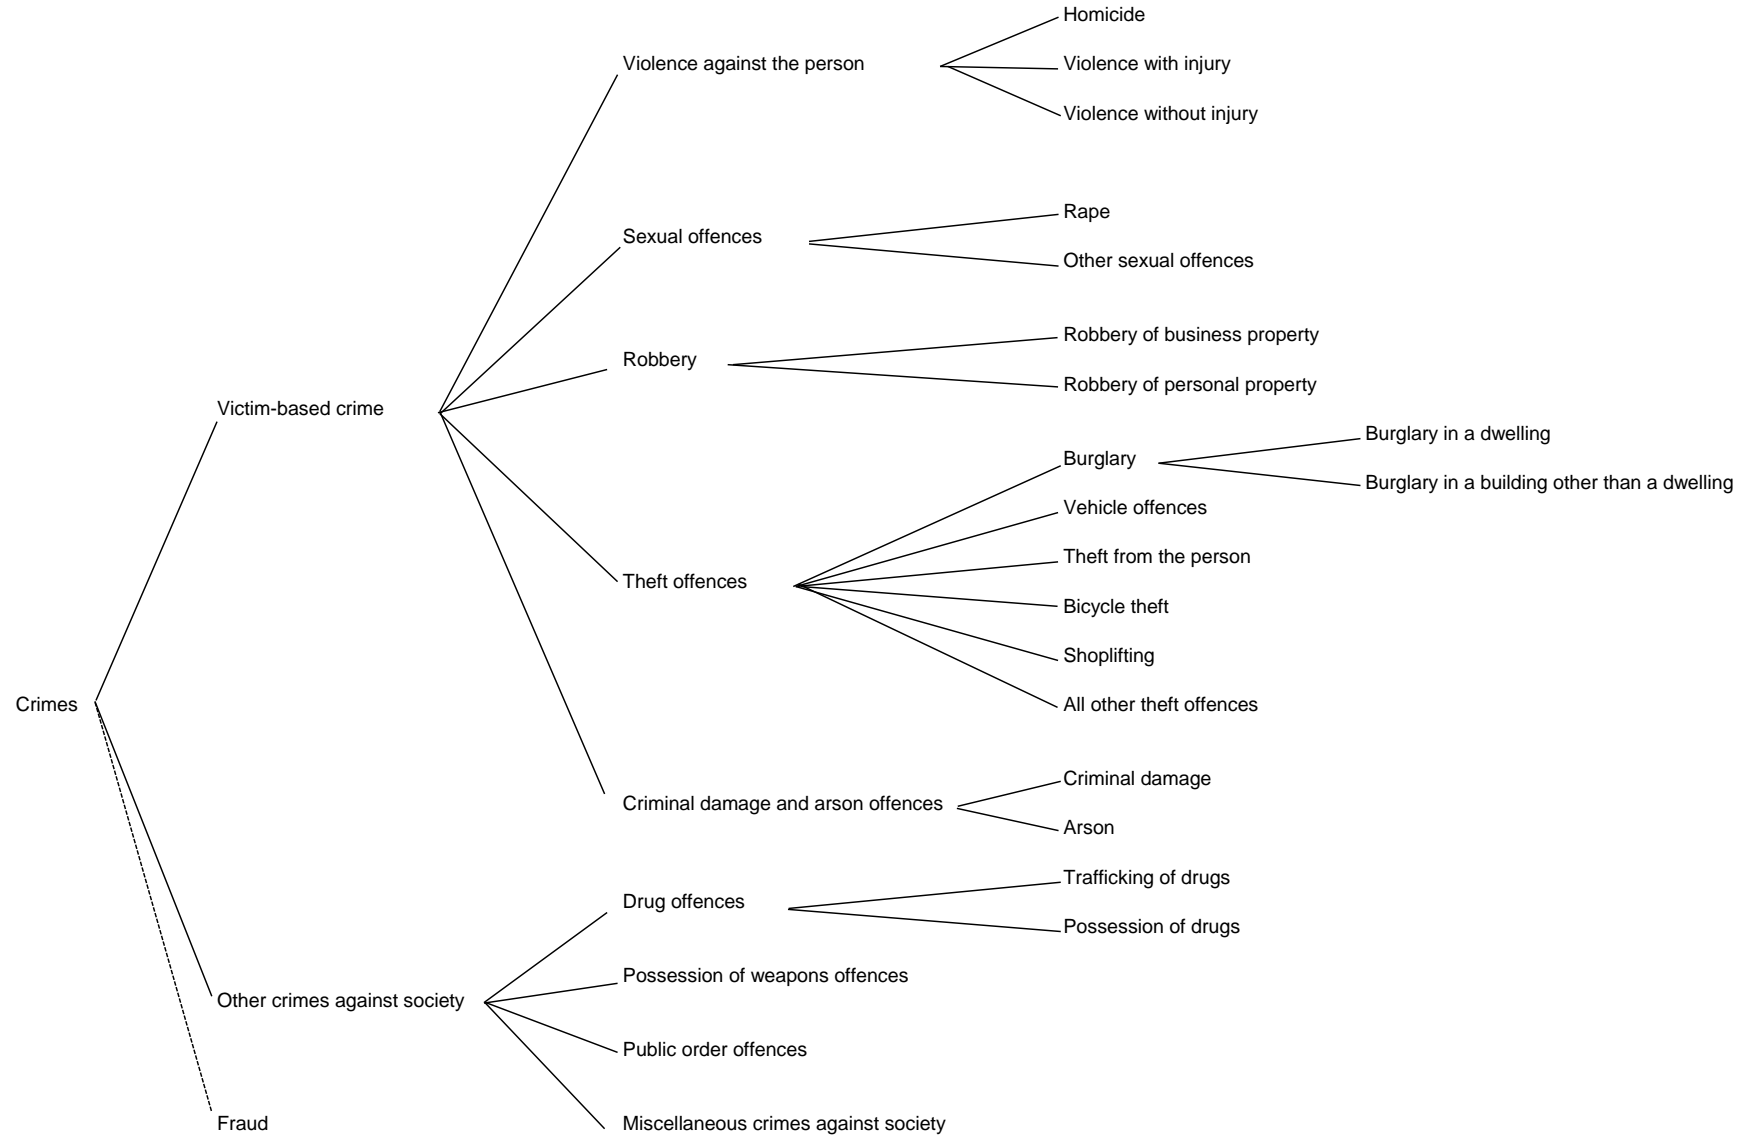 Homicide
Violence against the person
Violence with injury
Violence without injury
Rape
Sexual offences
Other sexual offences
Robbery of business property
Robbery
Robbery of personal property
Victim-based crime
Burglary in a dwelling
Burglary
Burglary in a building other than a dwelling
Vehicle offences
Theft from the person
Theft offences
Bicycle theft
Shoplifting
Crimes
All other theft offences
Criminal damage
Criminal damage and arson offences
Arson
Trafficking of drugs
Drug offences
Possession of drugs
Possession of weapons offences
Other crimes against society
Public order offences
Fraud
Miscellaneous crimes against society